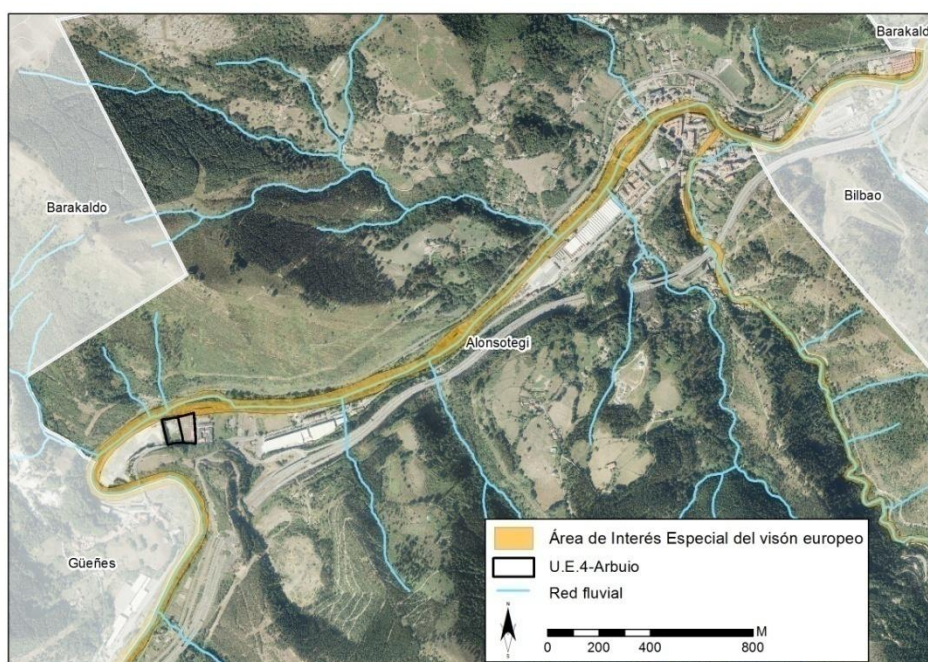 Barakaldo
Barakaldo
Bilbao
Alonsotegi
Güeñes
Área de Interés Especial del visón europeo
U.E.4-Arbuio
Red fluvial
N
S
M
0 200 400 800